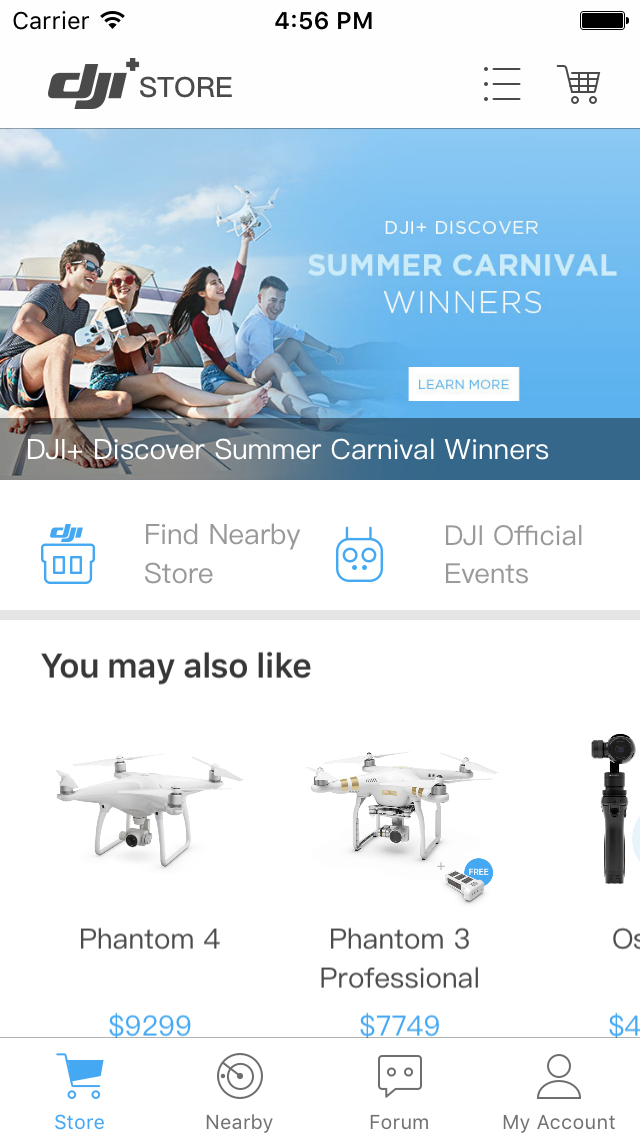 Carrier
4:56 PM
dji+ STORE
DJI+ DISCOVER
SUMMER CARNIVAL
WINNERS
LEARN MORE
DJI+ Discover Summer Carnival Winners
dji
Find Nearby
Store
DJI Official
Events
You may also like
FREE
Phantom 4
Phantom 3
Professional
Os
$9299
$7749
$4
Store
Nearby
Forum
My Account